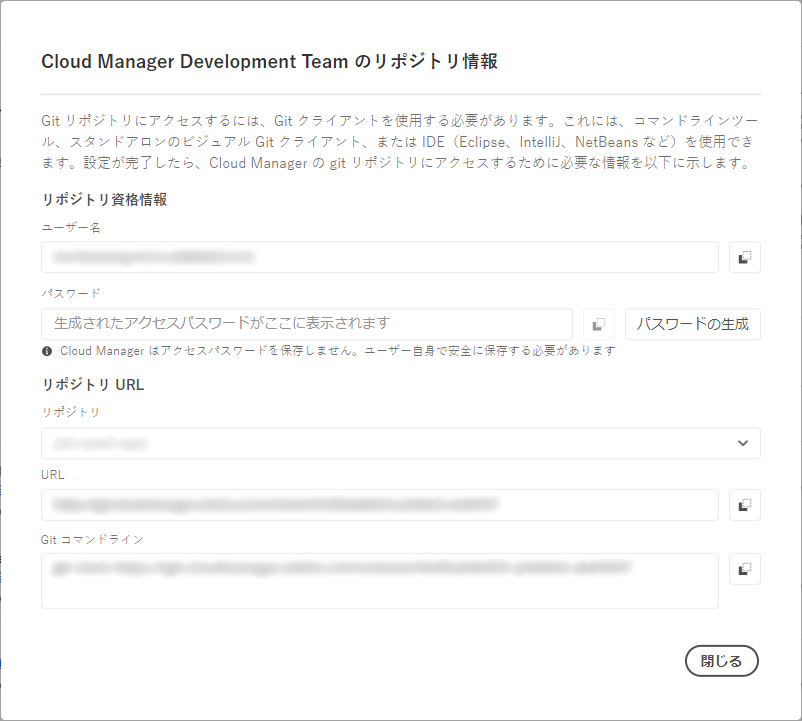 Cloud Manager Development Team のリポジトリ情報
Git リポジトリにアクセスするには、Git クライアントを使用する必要があります。これには、コマンドラインツー
ル、スタンドアロンのビジュアル Git クライアント、または IDE（Eclipse、IntelliJ、NetBeans など）を使用でき
ます。設定が完了したら、Cloud Manager の git リポジトリにアクセスするために必要な情報を以下に示します。
リポジトリ資格情報
ユーザー名
パスワード
生成されたアクセスパスワードがここに表示されます
パスワードの生成
Cloud Manager はアクセスパスワードを保存しません。ユーザー自身で安全に保存する必要があります
リポジトリ URL
リポジトリ
URL
Git コマンドライン
閉じる